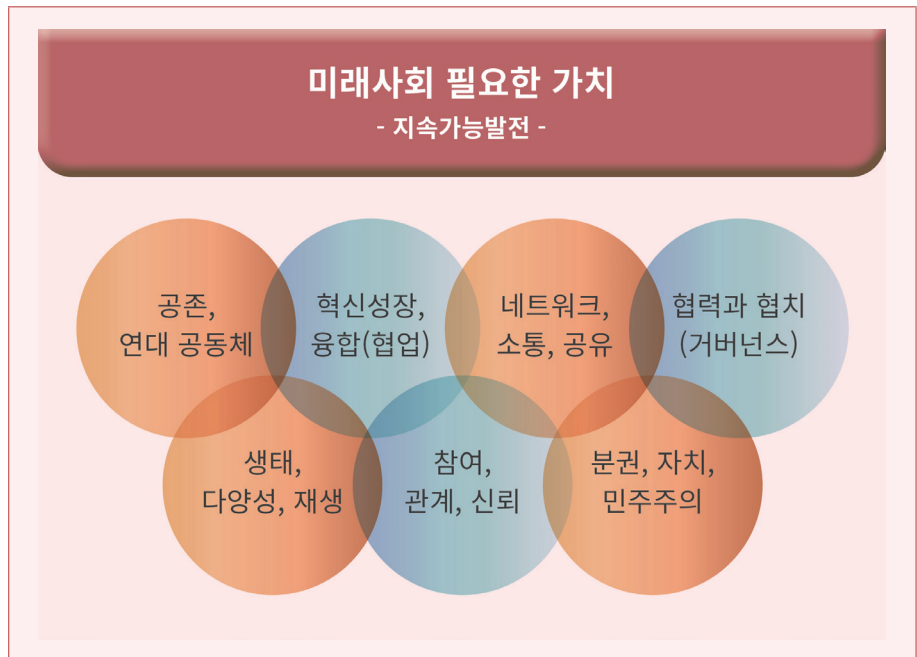 미래사회 필요한 가치
- 지속가능발전 -
공존,
연대 공동체
혁신성장,
융합(협업)
네트워크,
소통, 공유
협력과 협치
(거버넌스)
생태,
다양성, 재생
참여,
관계, 신뢰
분권, 자치,
민주주의